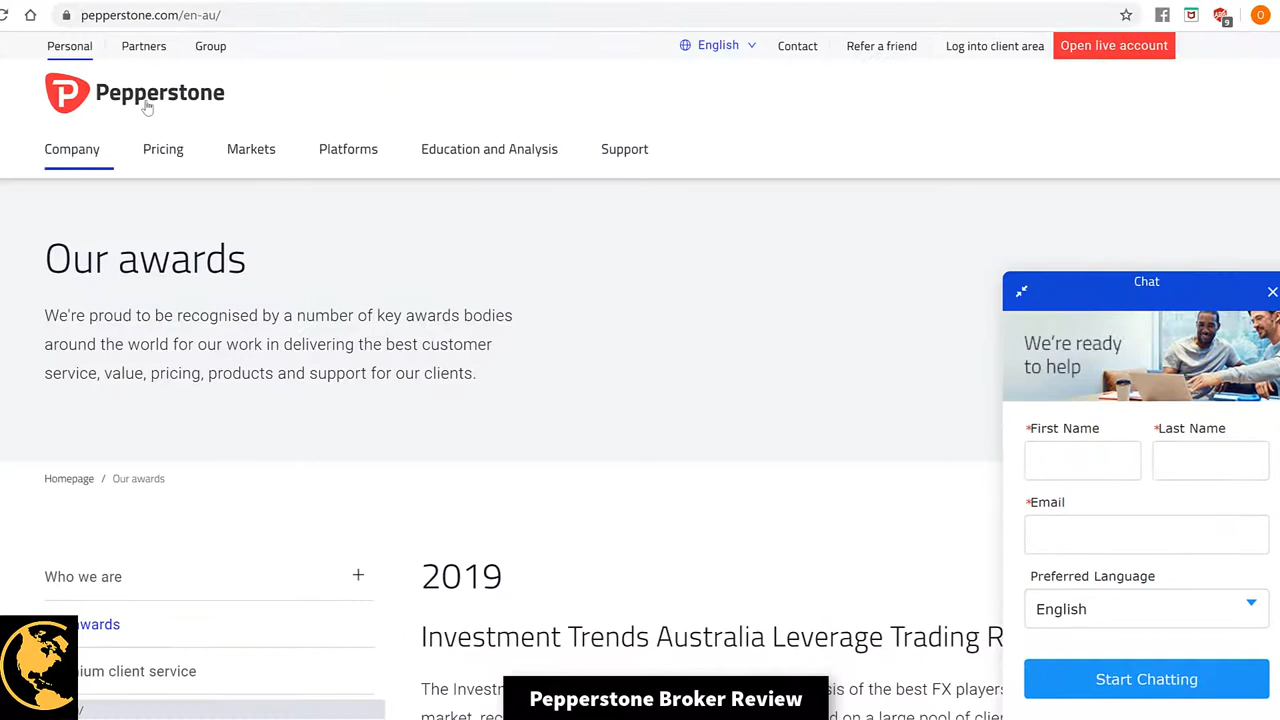 pepperstone.com/en-au/
9
O
Personal Partners Group English Contact Refer a friend Log into client area Open live account
P Pepperstone
Company Pricing Markets Platforms Education and Analysis Support
Our awards
We're proud to be recognised by a number of key awards bodies
around the world for our work in delivering the best customer
service, value, pricing, products and support for our clients.
Homepage / Our awards
Who we are +
awards
client service
2019
Investment Trends Australia Leverage Trading R
The of the best FX players
market, on a large pool of
Chat
We're ready
to help
*First Name *Last Name
*Email
Preferred Language
English
Start Chatting
Pepperstone Broker Review